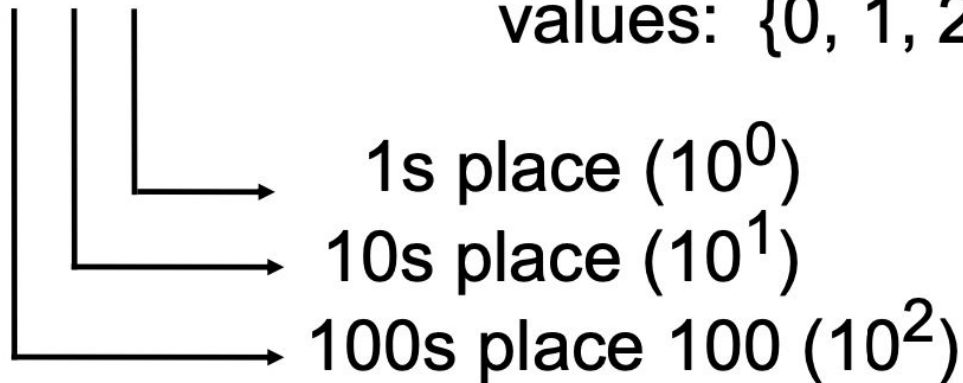 values: {0, 1, 2
1s place (10⁰)
10s place (10¹)
100s place 100 (10²)